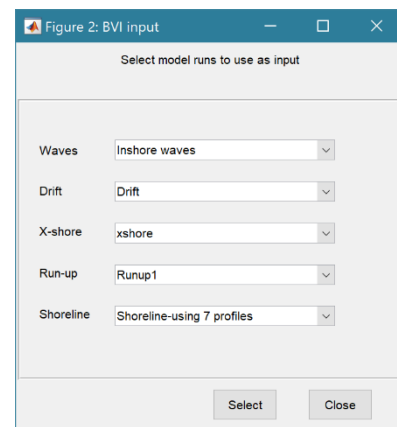 Figure 2: BVI input
Select model runs to use as input
Waves Inshore waves
Drift Drift
X-shore xshore
Run-up Runup1
Shoreline Shoreline-using 7 profiles
Select Close